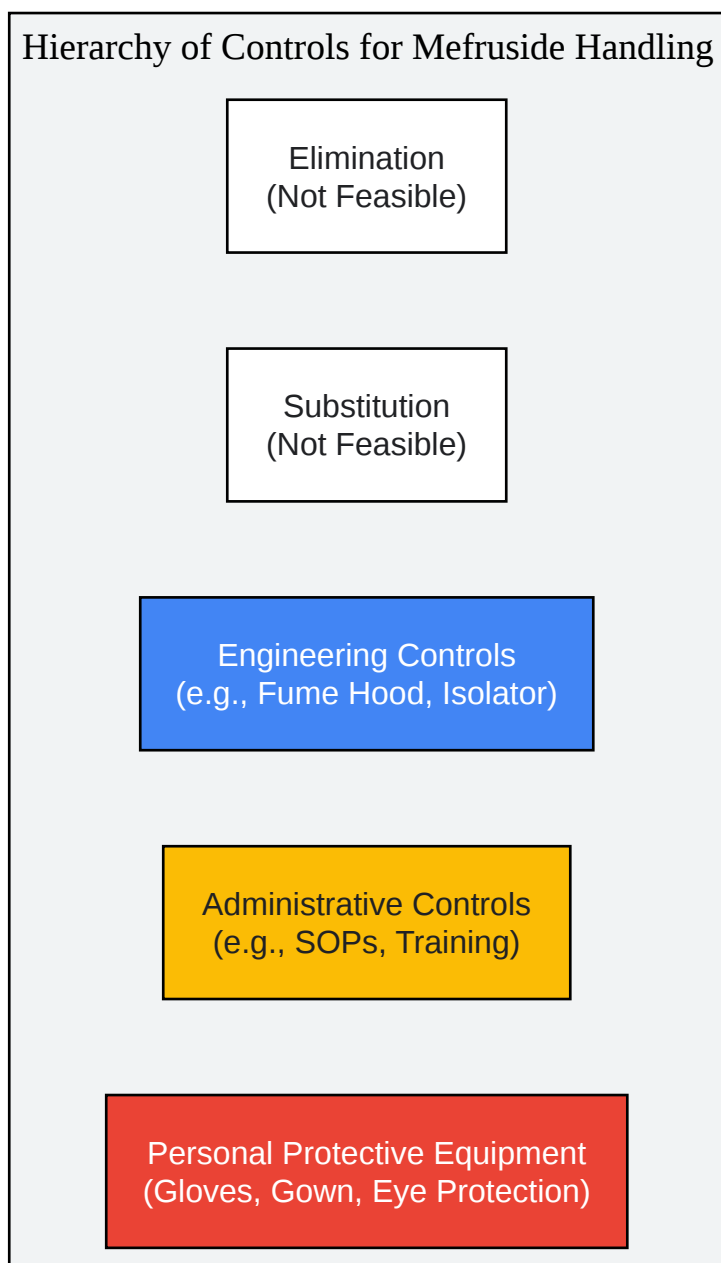 Hierarchy of Controls for Mefruside Handling
Elimination
(Not Feasible)
Substitution
(Not Feasible)
Engineering Controls
(e.g., Fume Hood, Isolator)
Administrative Controls
(e.g., SOPs, Training)
Personal Protective Equipment
(Gloves, Gown, Eye Protection)